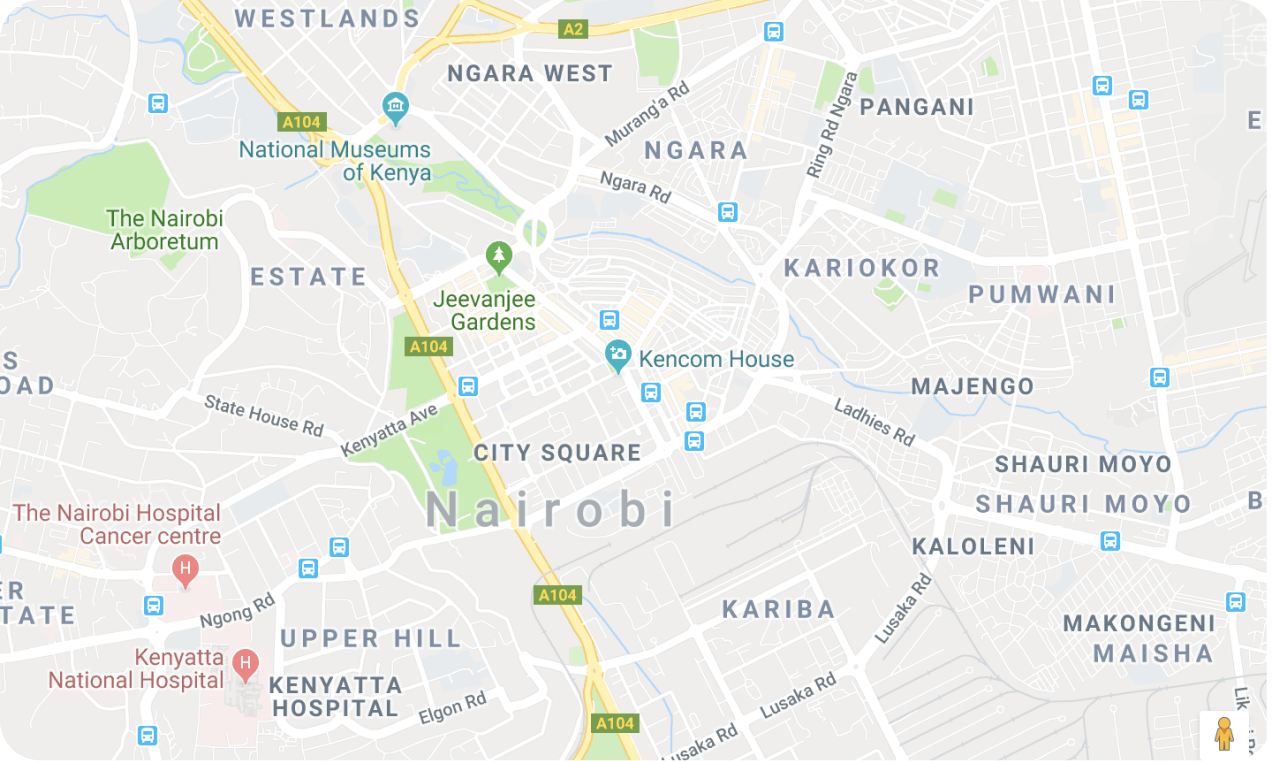 WESTLANDS
A2
NGARA WEST
Murang'a Rd
Ring Rd Ngara
PANGANI
E
A104
National Museums
of Kenya
NGARA
Ngara Rd
The Nairobi
Arboretum
ESTATE
KARIOKOR
PUMWANI
Jeevanjee
Gardens
A104
Kencom House
S
OAD
MAJENGO
State House Rd
Kenyatta Ave
Ladhies Rd
CITY SQUARE
SHAURI MOYO
SHAURI MOYO
B
Nairobi
The Nairobi Hospital
Cancer centre
H
KALOLENI
ER
TATE
A104
Ngong Rd
KARIBA
Lusaka Rd
MAKONGENI
MAISHA
UPPER HILL
Kenyatta
National Hospital
H
KENYATTA
HOSPITAL
Elgon Rd
Lusaka Rd
A104
Lusaka Rd
Lik